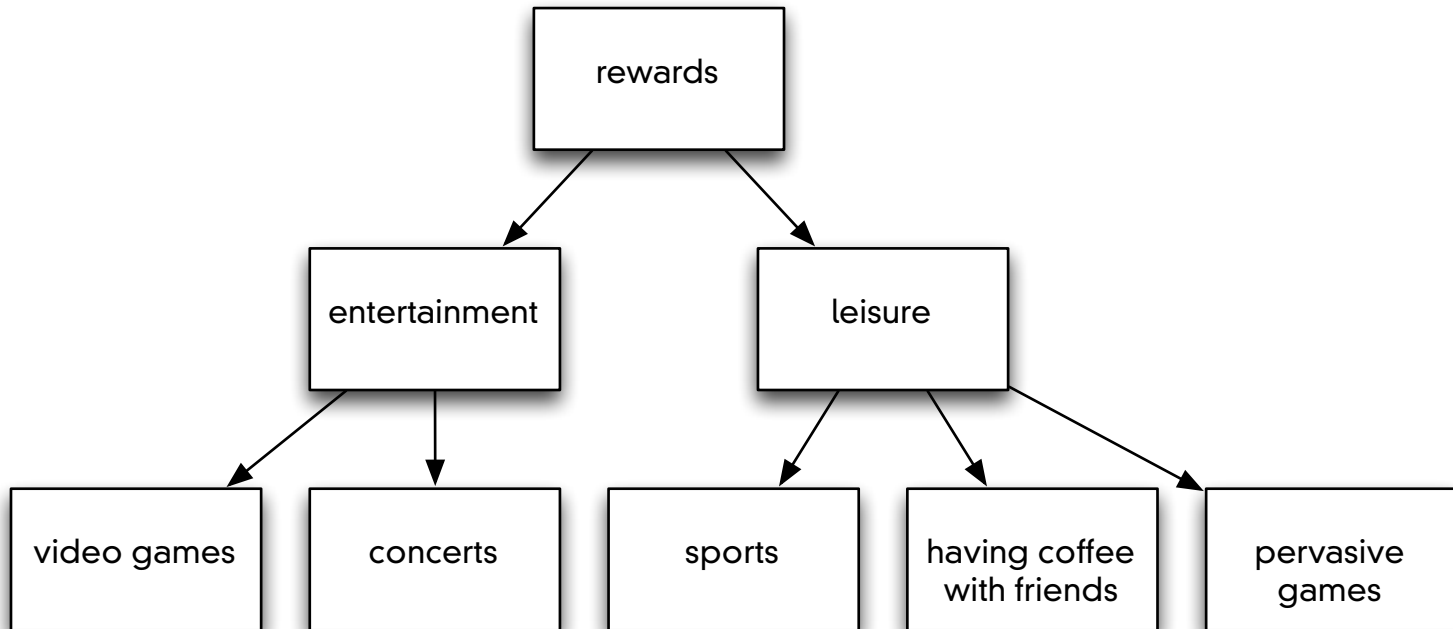 rewards
entertainment
leisure
video games
concerts
sports
having coffee
with friends
pervasive
games